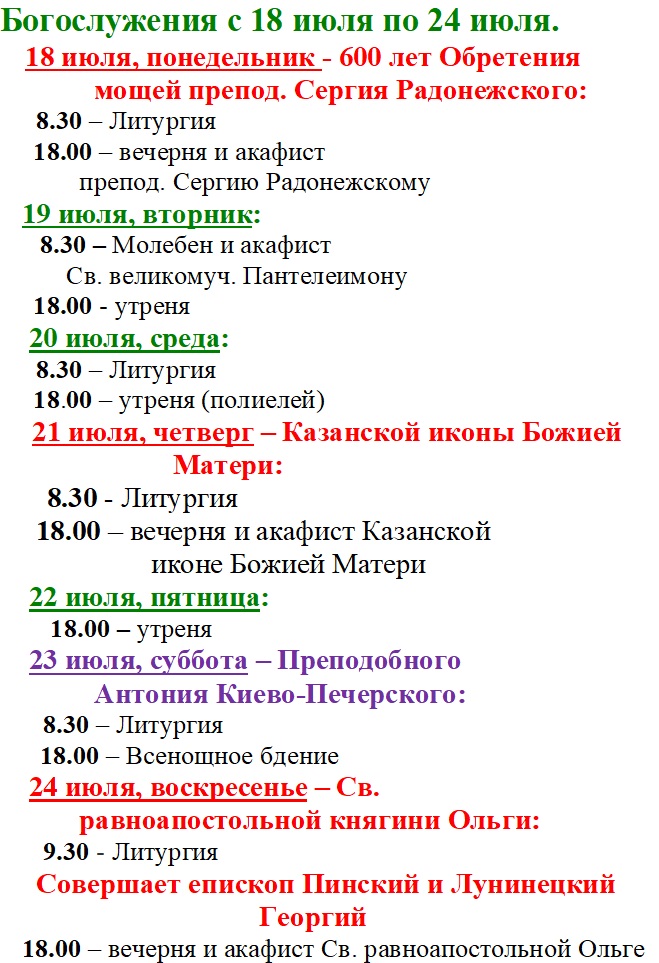 Богослужения с 18 июля по 24 июля.
18 июля, понедельник - 600 лет Обретения
мощей препод. Сергия Радонежского:
8.30 – Литургия
18.00 – вечерня и акафист
препод. Сергию Радонежскому
19 июля, вторник:
8.30 – Молебен и акафист
Св. великомуч. Пантелеимону
18.00 - утреня
20 июля, среда:
8.30 – Литургия
18.00 – утреня (полиелей)
21 июля, четверг – Казанской иконы Божией
Матери:
8.30 - Литургия
18.00 – вечерня и акафист Казанской
иконе Божией Матери
22 июля, пятница:
18.00 – утреня
23 июля, суббота – Преподобного
Антония Киево-Печерского:
8.30 – Литургия
18.00 – Всенощное бдение
24 июля, воскресенье – Св.
равноапостольной княгини Ольги:
9.30 - Литургия
Совершает епископ Пинский и Лунинецкий
Георгий
18.00 – вечерня и акафист Св. равноапостольной Ольге